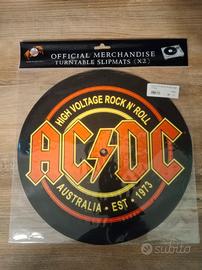 OFFICIAL MERCHANDISE
TURNTABLE SLIPMATS (X2)
HIGH VOLTAGE ROCK N' ROLL
AC DC
AUSTRALIA · EST · 1973
subito